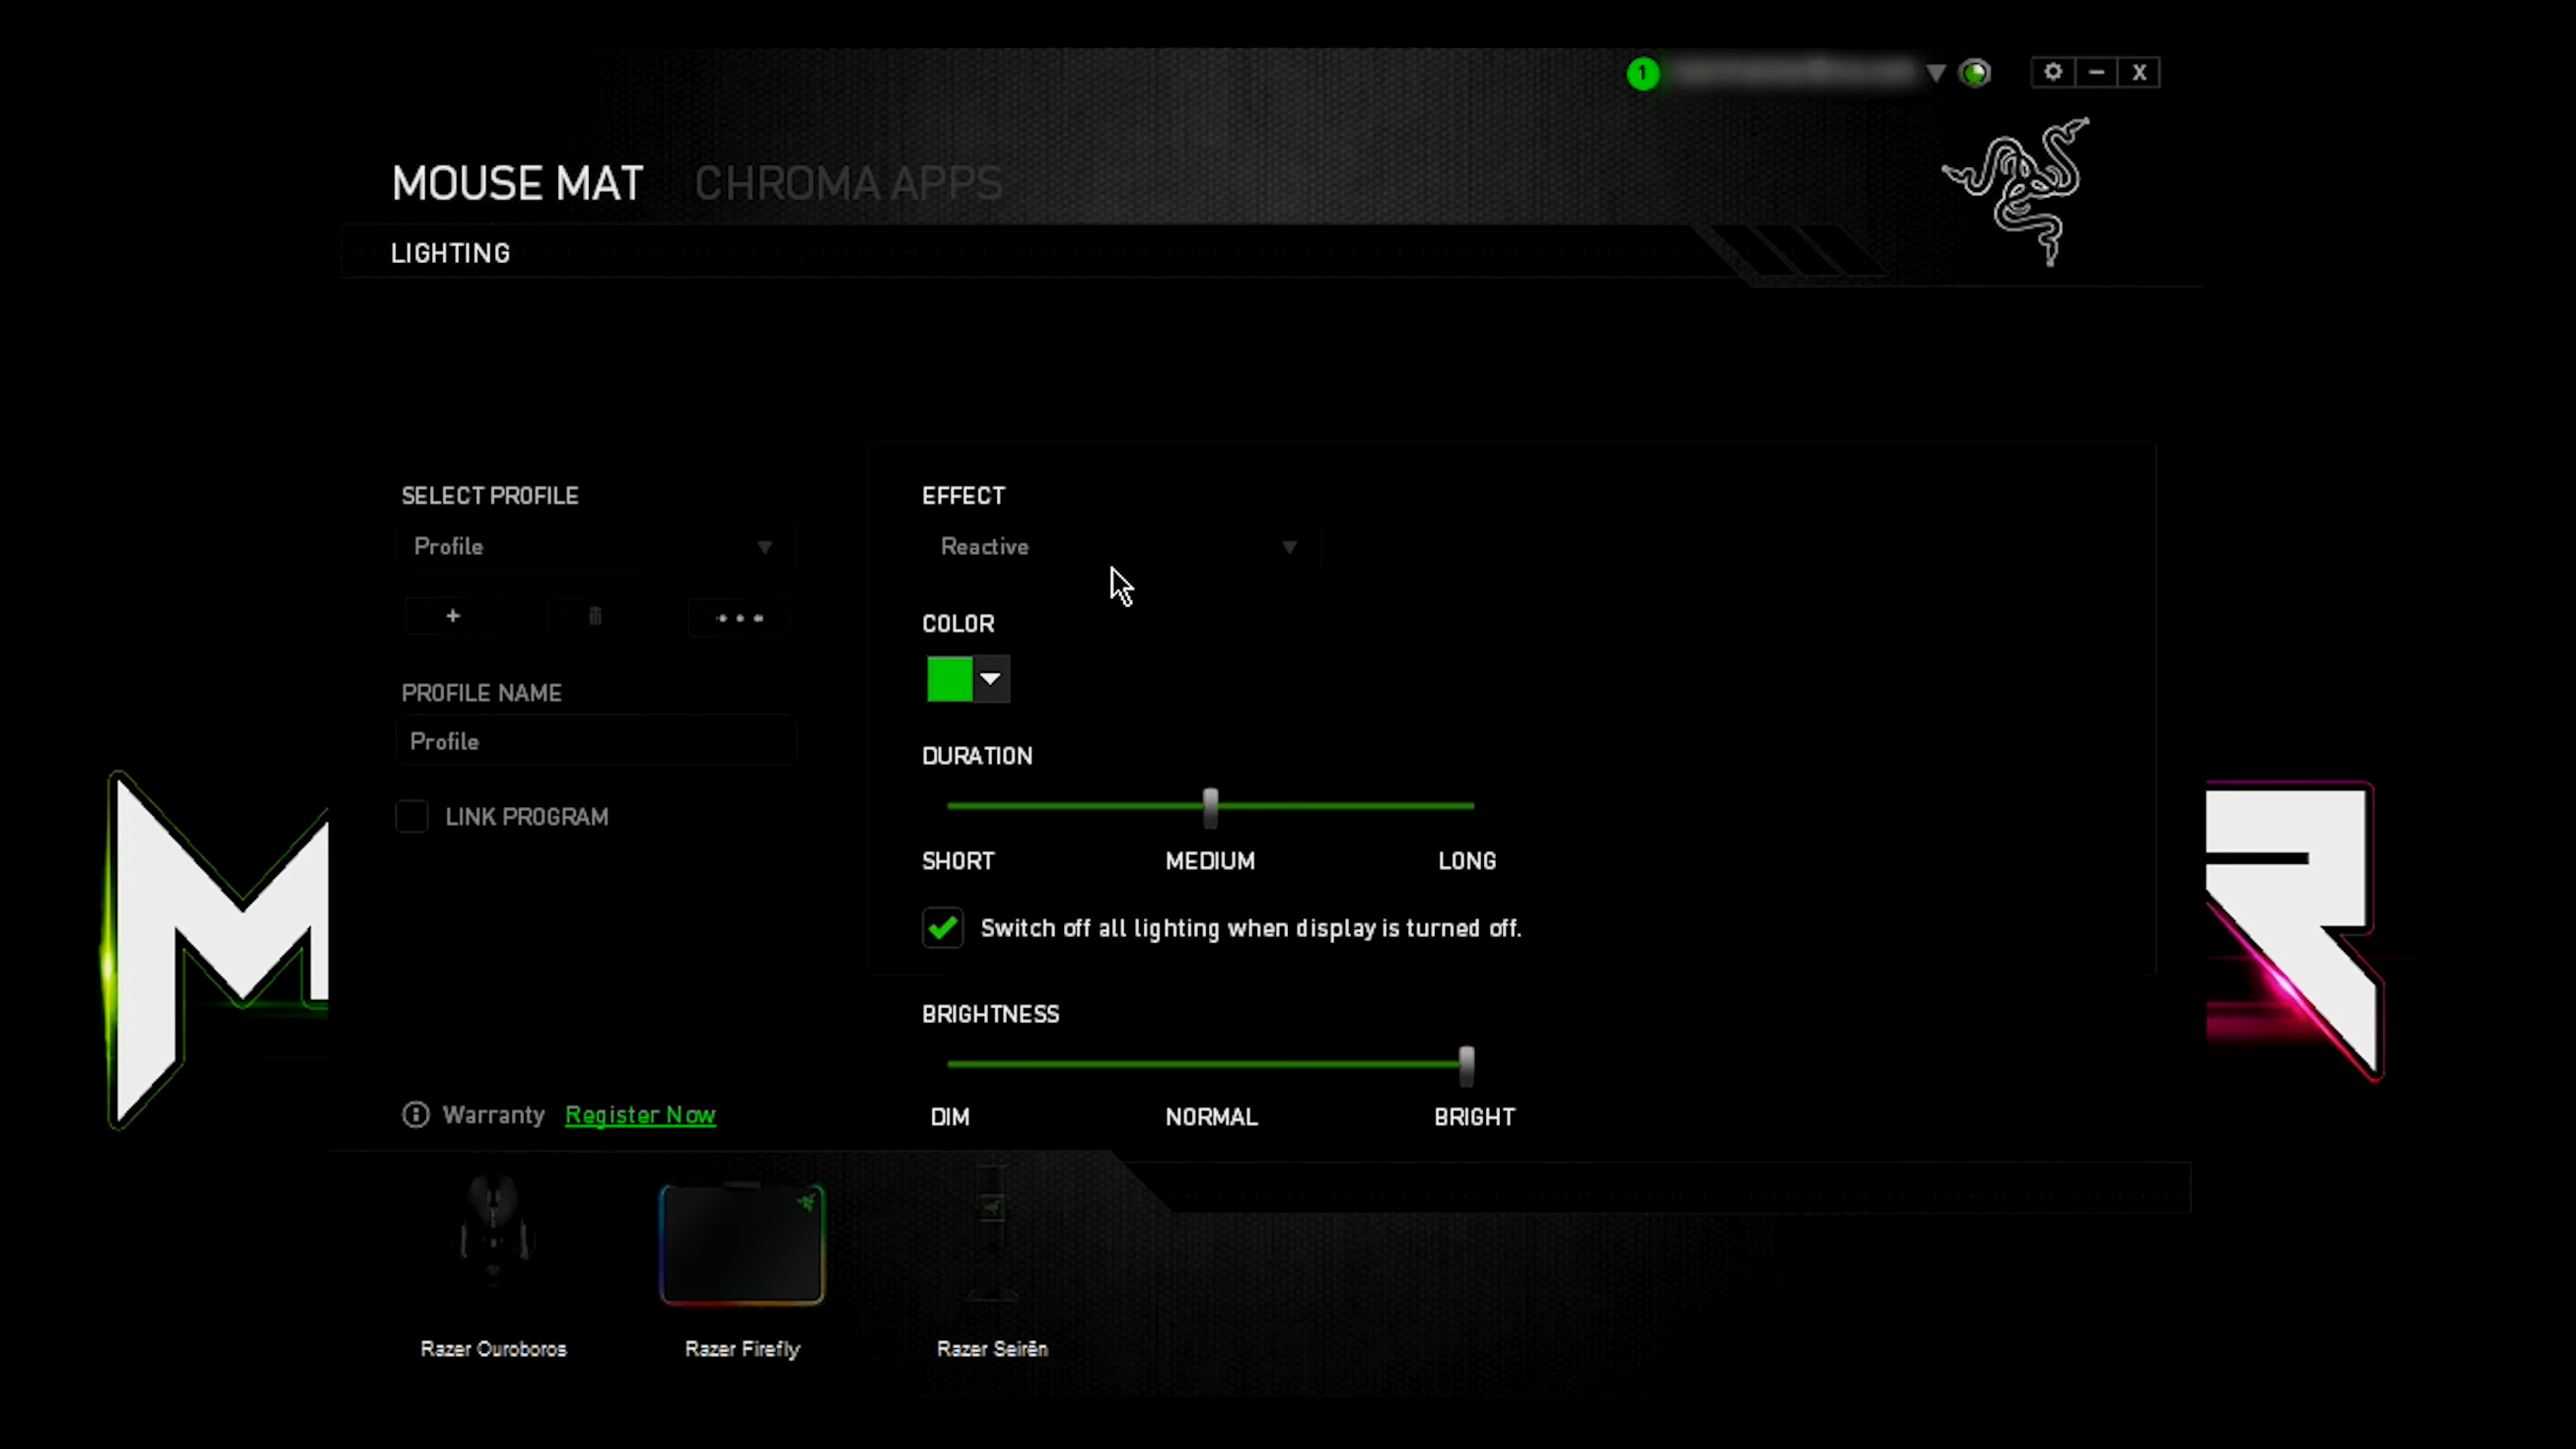 1
X
MOUSE MAT CHROMA APPS
LIGHTING
SELECT PROFILE
Profile
+
PROFILE NAME
Profile
LINK PROGRAM
Warranty Register Now
EFFECT
Reactive
COLOR
DURATION
SHORT MEDIUM LONG
Switch off all lighting when display is turned off.
BRIGHTNESS
DIM NORMAL BRIGHT
M R
Razer Ouroboros Razer Firefly Razer Seirēn